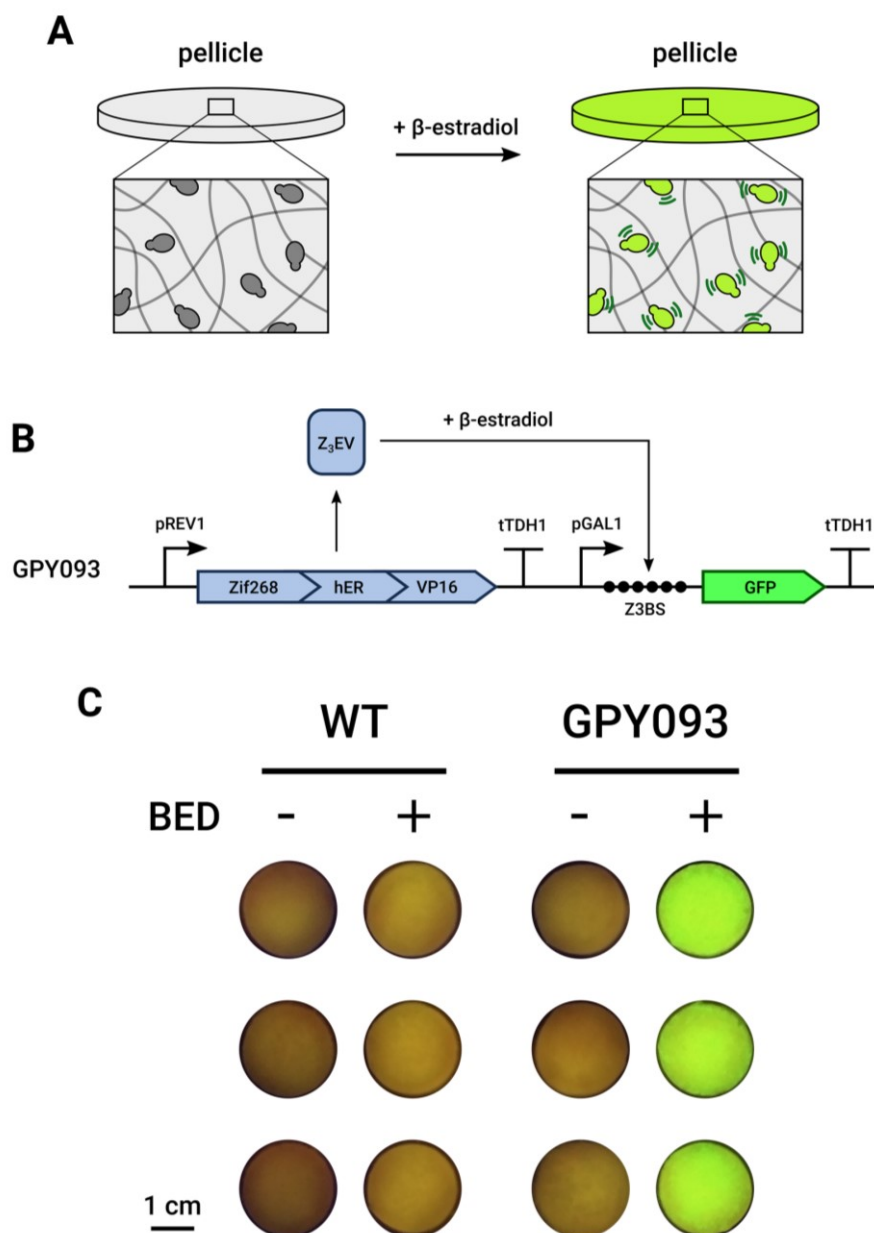 A
pellicle
+ β-estradiol
pellicle
B
Z₃EV
+ β-estradiol
pREV1
tTDH1
pGAL1
tTDH1
GPY093
Zif268
hER
VP16
Z3BS
GFP
C
WT
GPY093
BED - + - +
1 cm